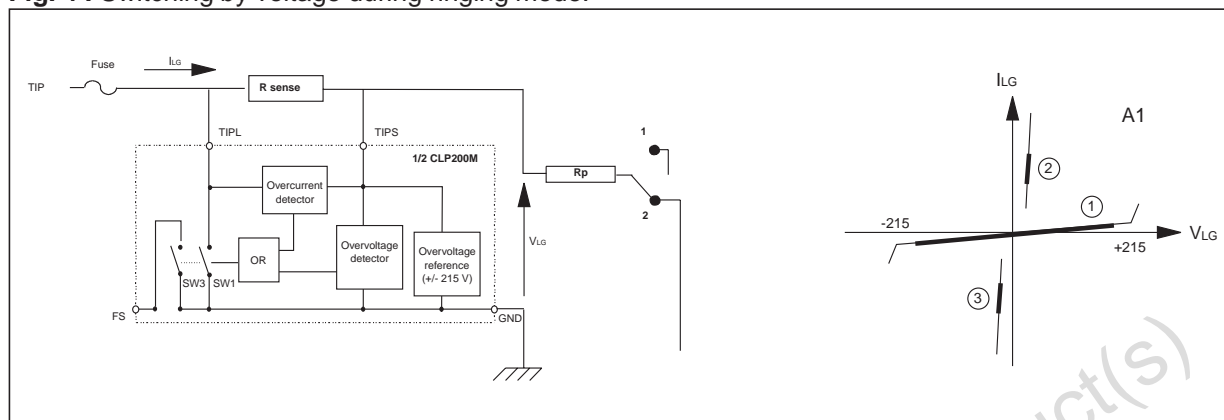 Fig. A1 Switching by voltage during ringing mode.
Fuse
ILG
TIP
R sense
TIPL
TIPS
1/2 CLP200M
Overcurrent
detector
OR
Overvoltage
detector
Overvoltage
reference
(+/- 215 V)
SW3
SW1
FS
GND
VLG
Rp
1
2
ILG
A1
2
1
-215
+215
VLG
3
uct(s)